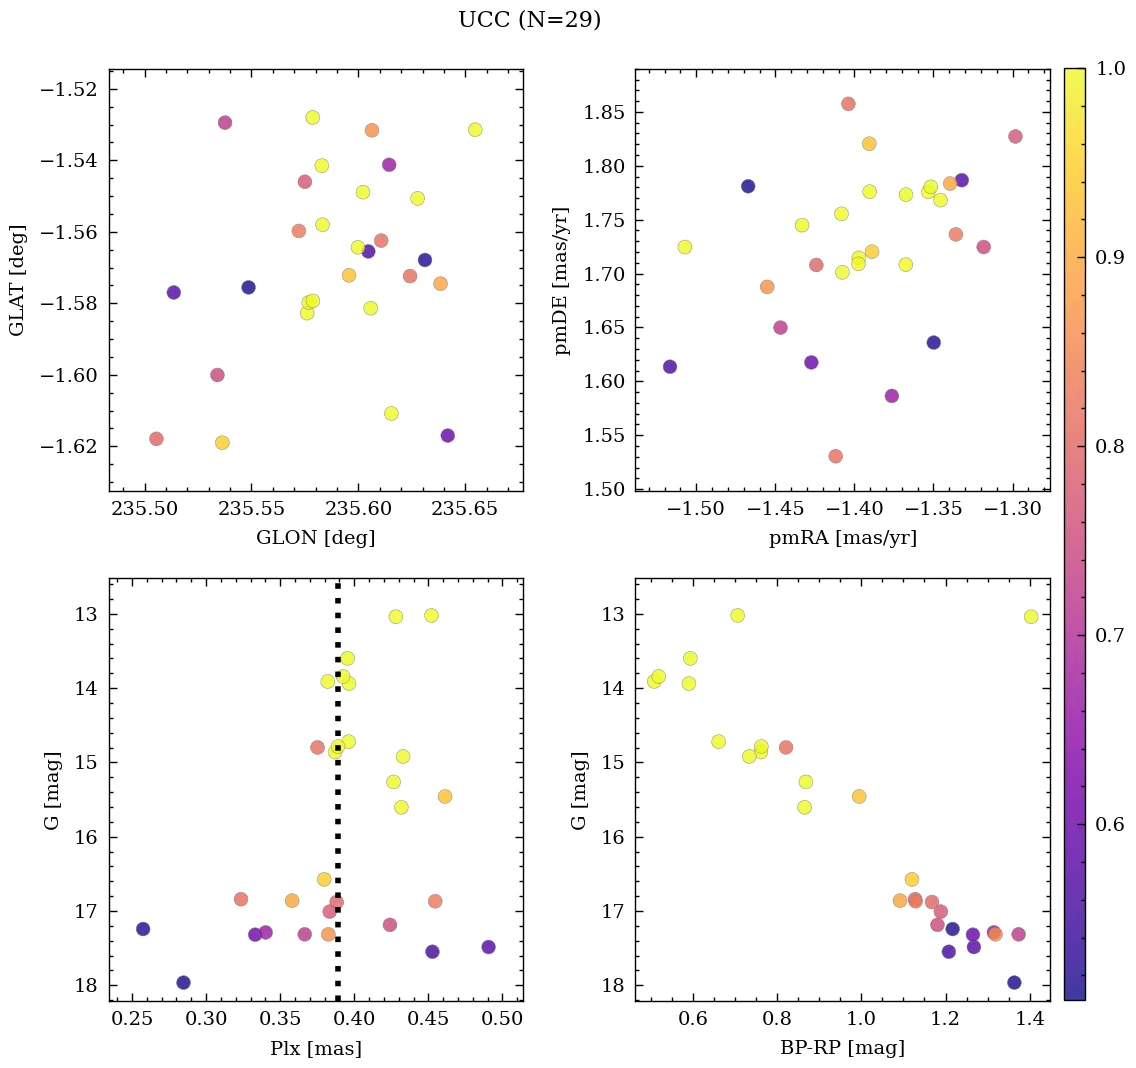 UCC (N=29)
−1.52
−1.54
−1.56
−1.58
−1.60
−1.62
GLAT [deg]
235.50 235.55 235.60 235.65
GLON [deg]
1.85
1.80
1.75
1.70
1.65
1.60
1.55
1.50
pmDE [mas/yr]
−1.50 −1.45 −1.40 −1.35 −1.30
pmRA [mas/yr]
13
14
15
16
17
18
G [mag]
0.25 0.30 0.35 0.40 0.45 0.50
Plx [mas]
13
14
15
16
17
18
G [mag]
0.6 0.8 1.0 1.2 1.4
BP-RP [mag]
1.0
0.9
0.8
0.7
0.6